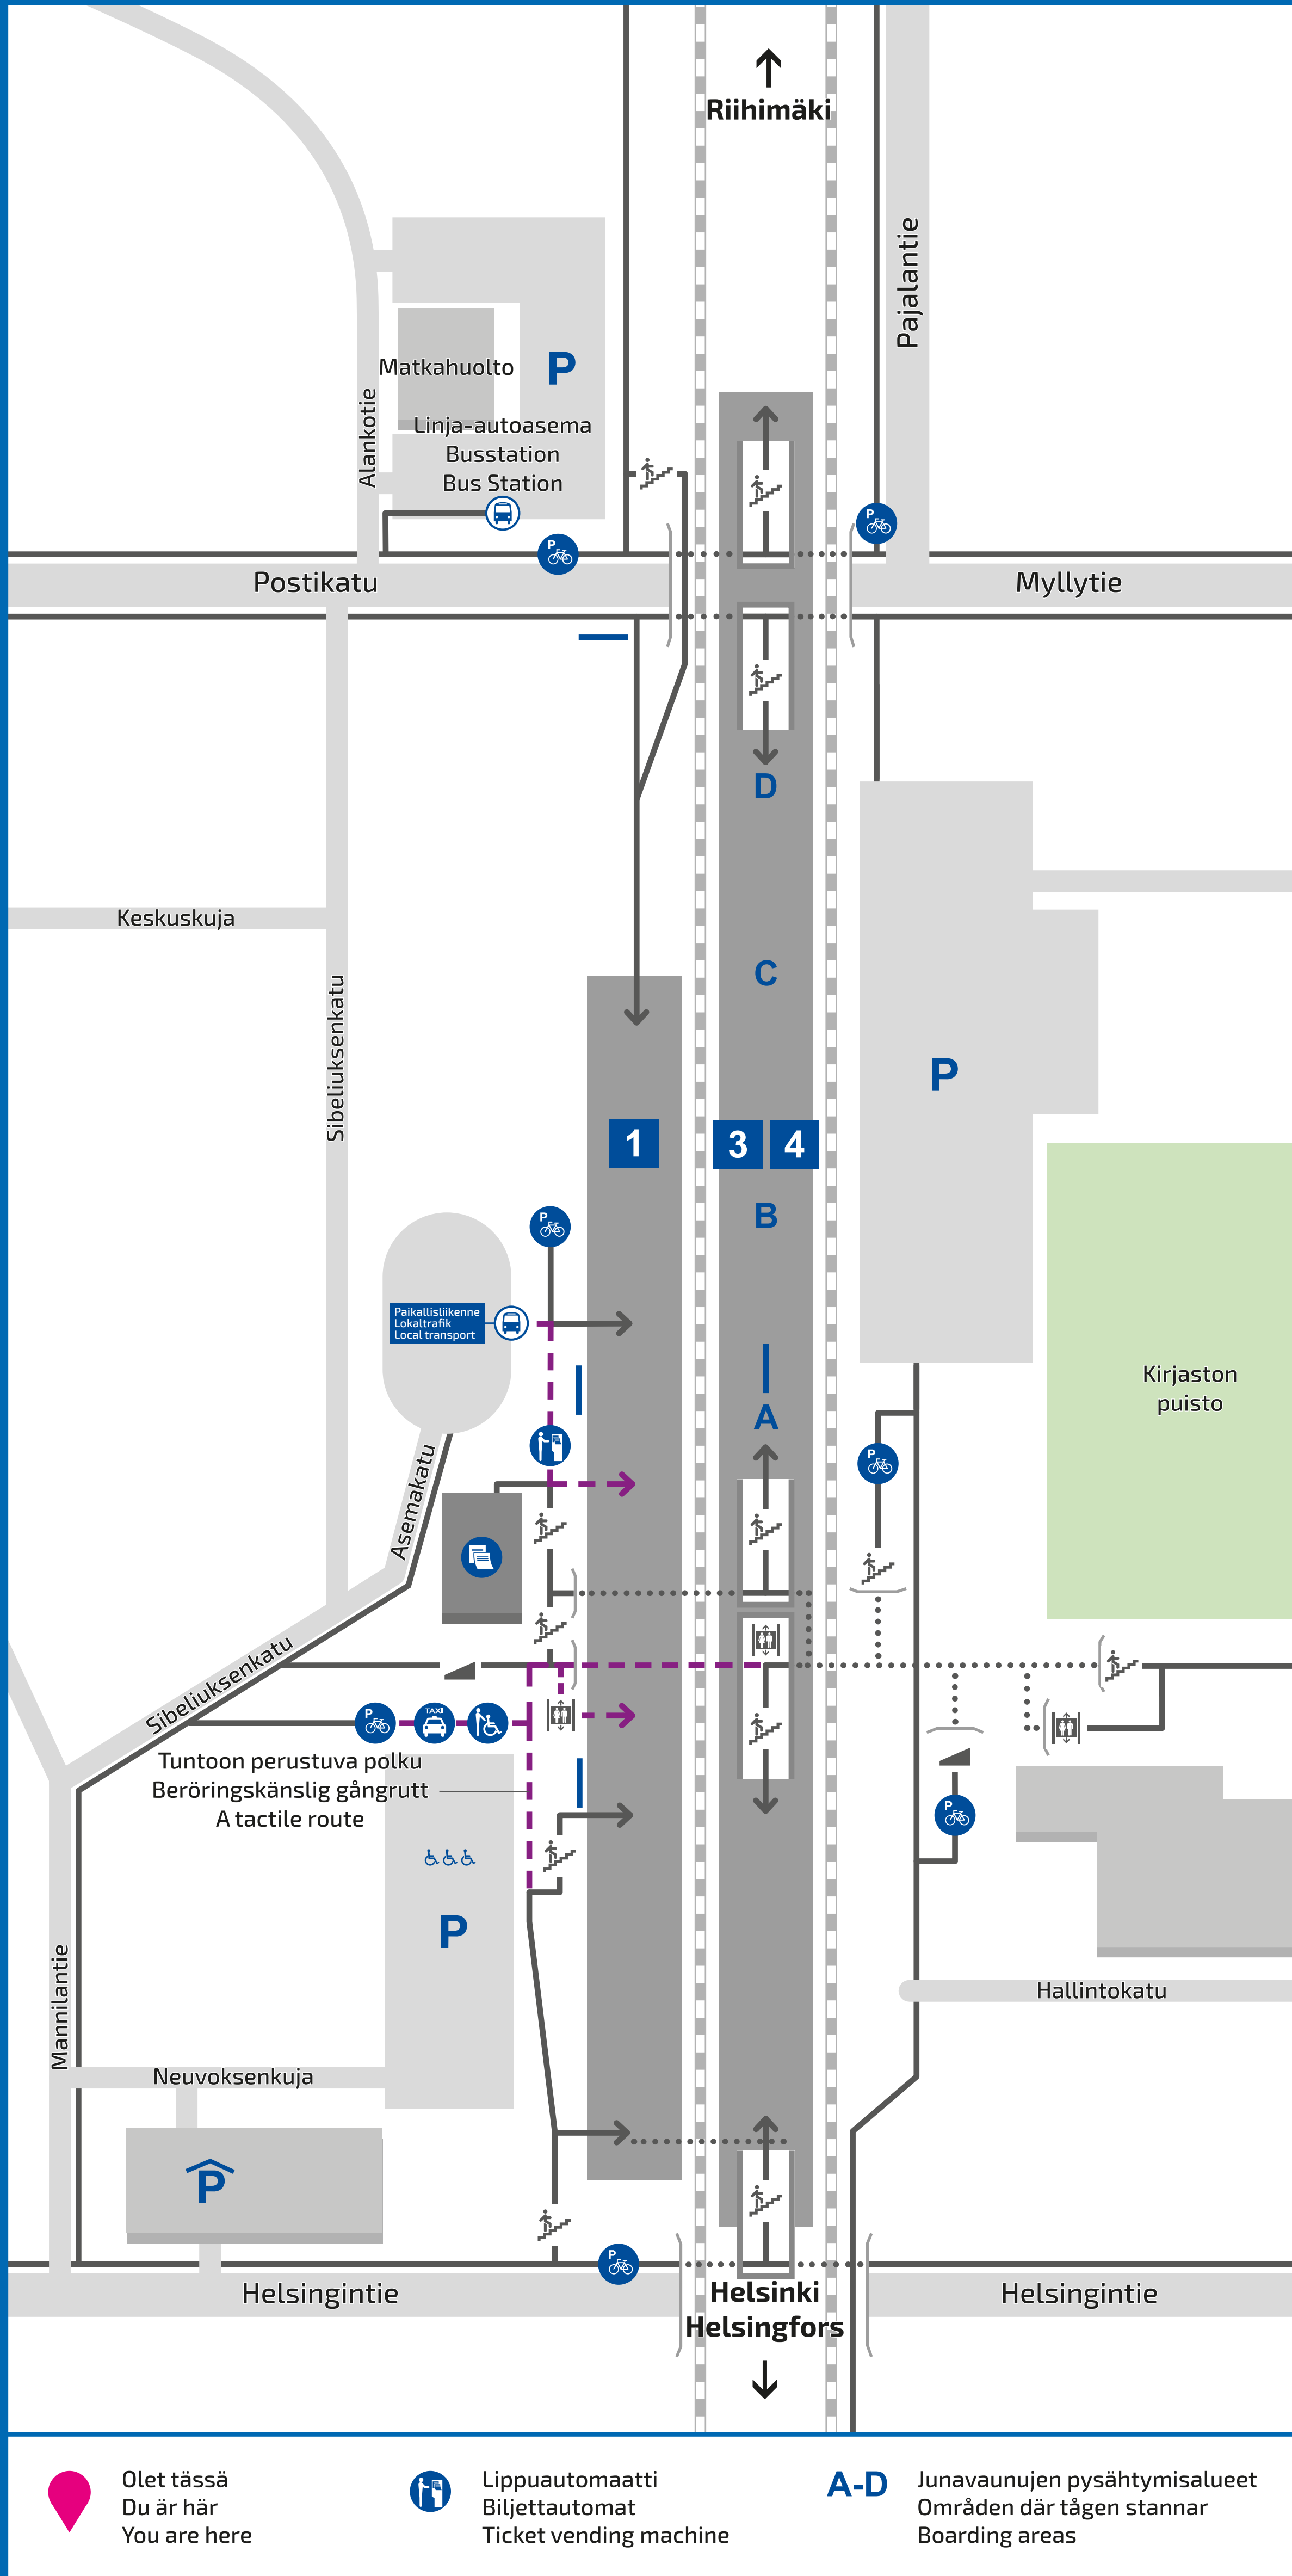 Riihimäki
Pajalantie
Matkahuolto
P
Alankotie
Linja-autoasema
Busstation
Bus Station
P
P
Postikatu
Myllytie
D
Keskuskuja
C
Sibeliuksenkatu
P
1
3
4
B
P
Paikallisliikenne
Lokaltrafik
Local transport
Kirjaston
puisto
A
Asemakatu
P
Sibeliuksenkatu
P
TAXI
Tuntoon perustuva polku
Beröringskänslig gångrutt
A tactile route
P
P
Mannilantie
Hallintokatu
Neuvoksenkuja
P
P
Helsingintie
Helsinki
Helsingfors
Helsingintie
Olet tässä
Du är här
You are here
Lippuautomaatti
Biljettautomat
Ticket vending machine
A-D
Junavaunujen pysähtymisalueet
Områden där tågen stannar
Boarding areas